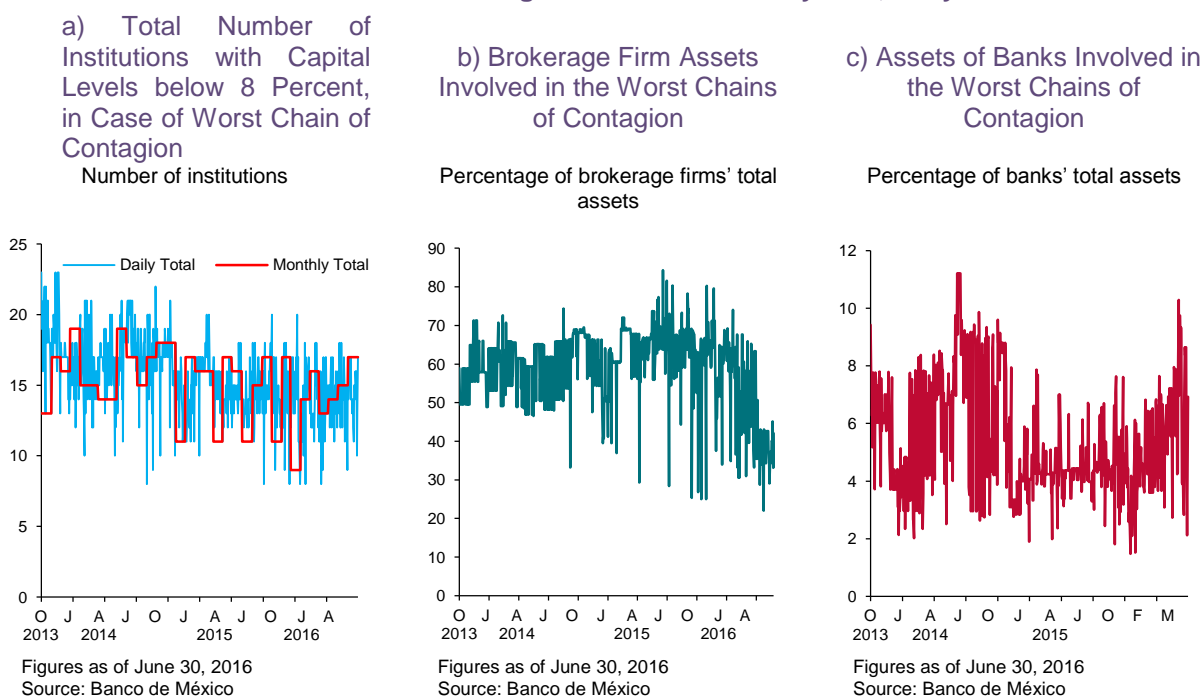 a) Total Number of
Institutions with Capital
Levels below 8 Percent,
in Case of Worst Chain of
Contagion
Number of institutions
25
20
15
10
5
0
Daily Total
Monthly Total
O J A J O J A J O J A
2013 2014 2015 2016
Figures as of June 30, 2016
Source: Banco de México
b) Brokerage Firm Assets
Involved in the Worst Chains
of Contagion
Percentage of brokerage firms' total
assets
90
80
70
60
50
40
30
20
10
0
O J A J O J A J O J A
2013 2014 2015 2016
Figures as of June 30, 2016
Source: Banco de México
c) Assets of Banks Involved in
the Worst Chains of
Contagion
Percentage of banks' total assets
12
10
8
6
4
2
0
O J A J O J A J O F M
2013 2014 2015
Figures as of June 30, 2016
Source: Banco de México